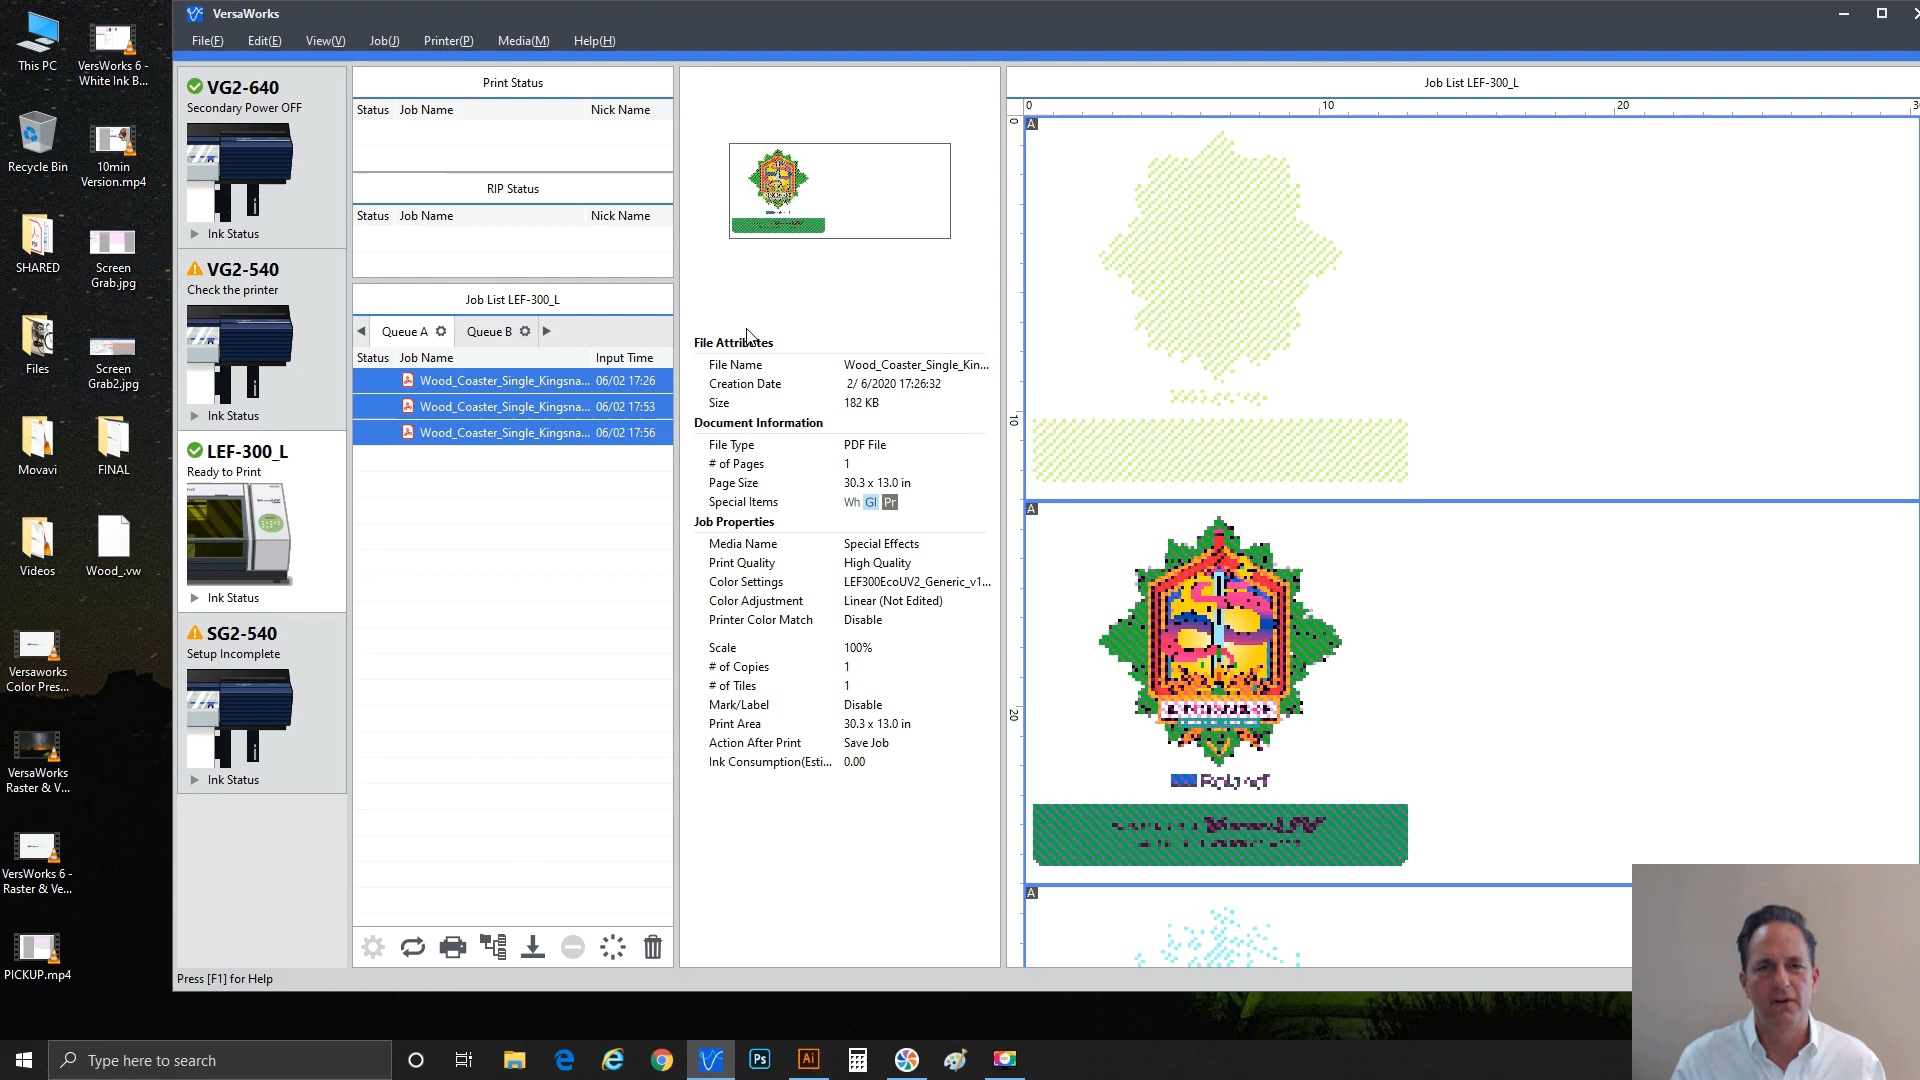 This PC
VersWorks 6 -
White Ink B...
Recycle Bin
10min
Version.mp4
SHARED
Screen
Grab.jpg
Files
Screen
Grab2.jpg
Movavi
FINAL
Videos
Wood_.vw
Versaworks
Color Pres...
VersaWorks
Raster & V...
VersWorks 6 -
Raster & Ve...
PICKUP.mp4
VersaWorks
File(F) Edit(E) View(V) Job(J) Printer(P) Media(M) Help(H)
VG2-640
Secondary Power OFF
Ink Status
VG2-540
Check the printer
Ink Status
LEF-300_L
Ready to Print
Ink Status
SG2-540
Setup Incomplete
Ink Status
Print Status
Status Job Name Nick Name
RIP Status
Status Job Name Nick Name
Job List LEF-300_L
Queue A Queue B
Status Job Name Input Time
Wood_Coaster_Single_Kingsna... 06/02 17:26
Wood_Coaster_Single_Kingsna... 06/02 17:53
Wood_Coaster_Single_Kingsna... 06/02 17:56
File Attributes
File Name Wood_Coaster_Single_Kin...
Creation Date 2/ 6/2020 17:26:32
Size 182 KB
Document Information
File Type PDF File
# of Pages 1
Page Size 30.3 x 13.0 in
Special Items Wh Gl Pr
Job Properties
Media Name Special Effects
Print Quality High Quality
Color Settings LEF300EcoUV2_Generic_v1...
Color Adjustment Linear (Not Edited)
Printer Color Match Disable
Scale 100%
# of Copies 1
# of Tiles 1
Mark/Label Disable
Print Area 30.3 x 13.0 in
Action After Print Save Job
Ink Consumption(Esti... 0.00
Job List LEF-300_L
0 10 20
0
10
20
A
A
Roland
VersaUV
A
Press [F1] for Help
Type here to search
Ps
Ai